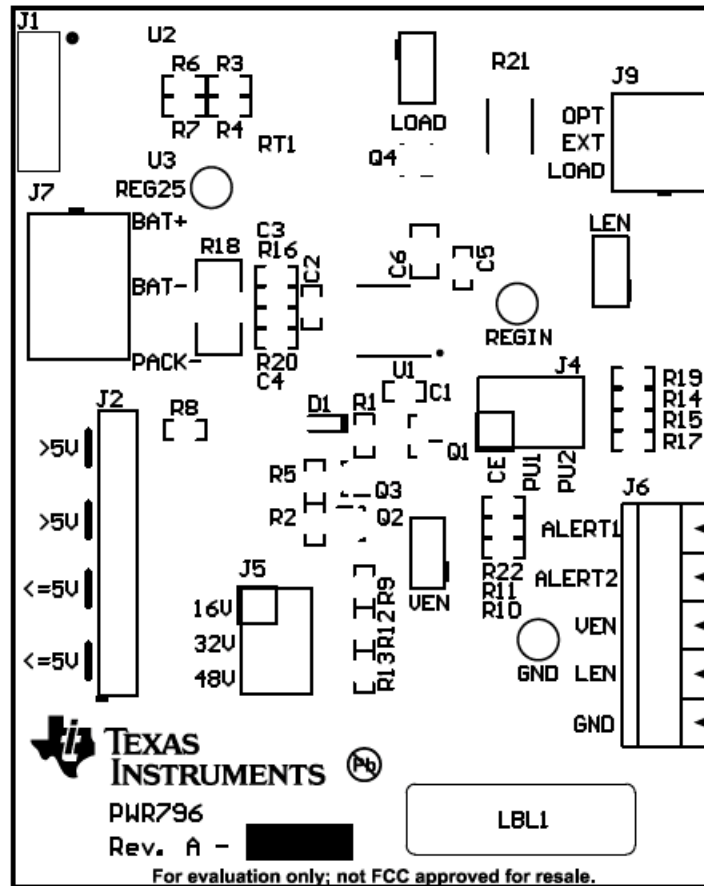 J1
U2
R6 R3
R7 R4
RT1
U3
REG25
LOAD
Q4
R21
J9
OPT
EXT
LOAD
J7
BAT+
BAT-
PACK-
R18
C3
R16
C2
R20
C4
C6
C5
LEN
REGIN
U1
C1
J4
R19
R14
R15
R17
J2
>5V
>5V
<=5V
<=5V
R8
D1
R1
Q1
R5
Q3
R2
Q2
CE
PU1
PU2
J6
ALERT1
ALERT2
VEN
LEN
GND
R22
R11
R10
VEN
GND
J5
16V
32V
48V
R9
R12
R13
TEXAS
INSTRUMENTS
Pb
PWR796
Rev. A -
LBL1
For evaluation only; not FCC approved for resale.